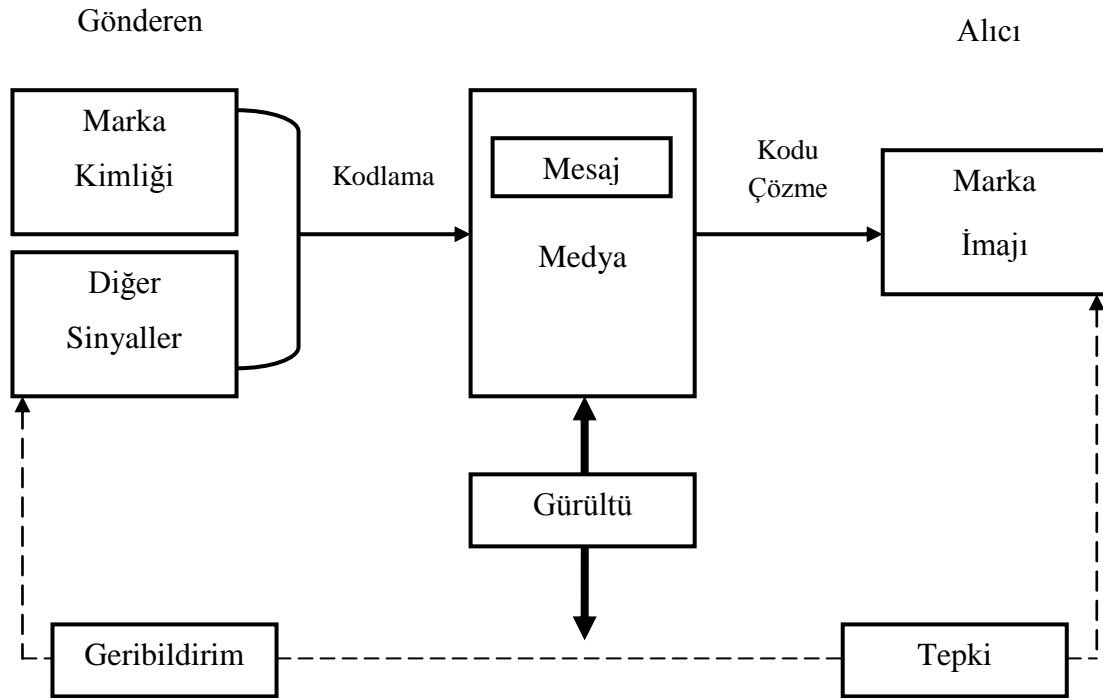 Gönderen
Alıcı
Marka
Kimliği
Diğer
Sinyaller
Kodlama
Mesaj
Medya
Kodu
Çözme
Marka
İmajı
Gürültü
Geribildirim
Tepki